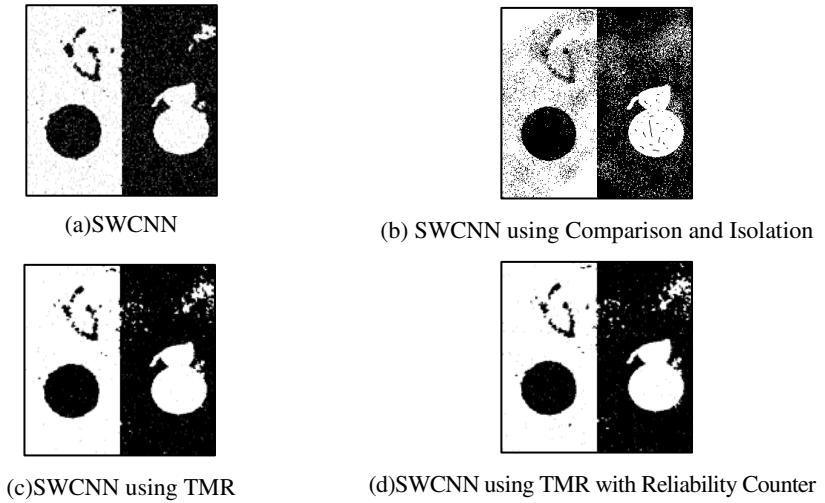 (a)SWCNN
(b) SWCNN using Comparison and Isolation
(c)SWCNN using TMR
(d)SWCNN using TMR with Reliability Counter